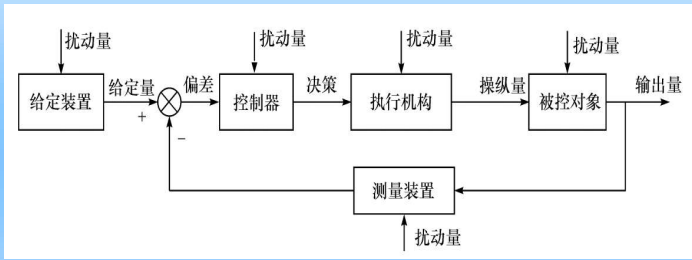 扰动量
扰动量
扰动量
扰动量
给定装置
给定量
+
偏差
控制器
决策
执行机构
操纵量
被控对象
输出量
−
测量装置
扰动量